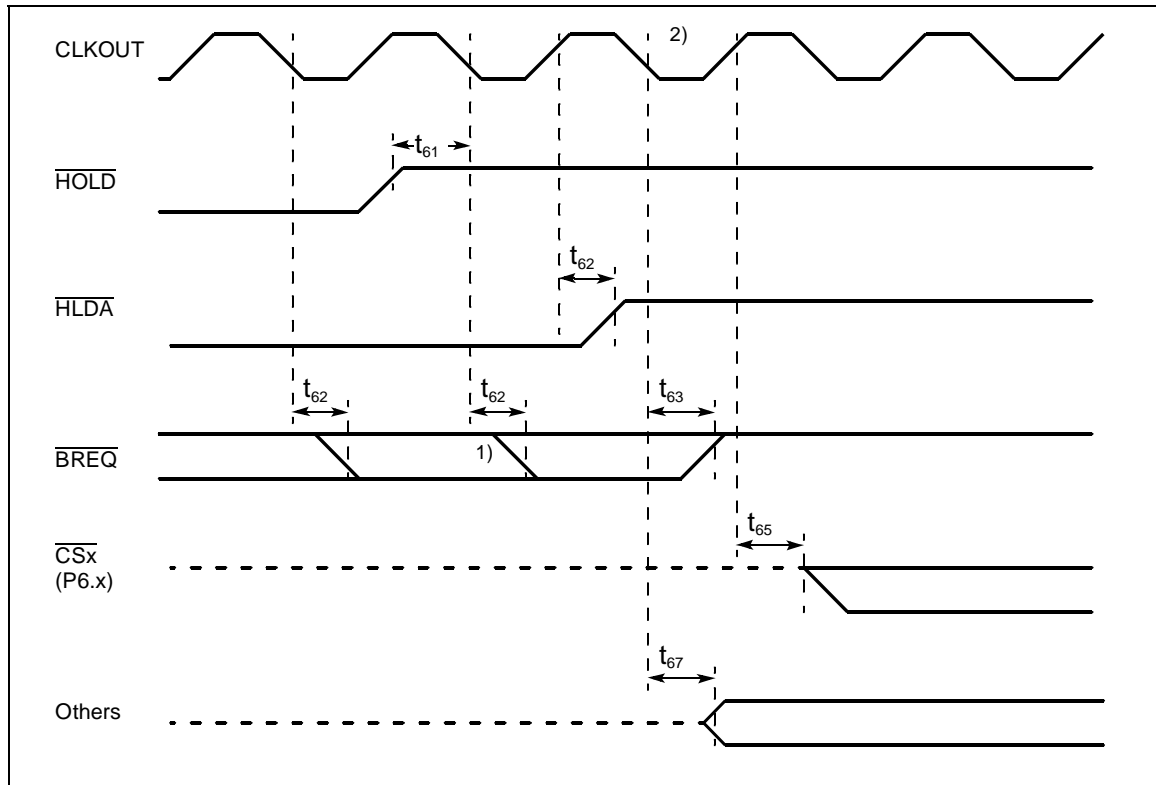 CLKOUT
2)
t61
HOLD
t62
HLDA
t62
t62
t63
BREQ
1)
t65
CSx
(P6.x)
t67
Others